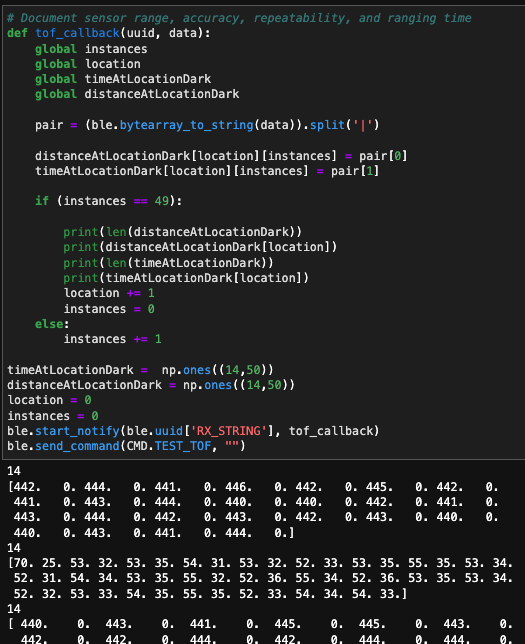 # Document sensor range, accuracy, repeatability, and ranging time
def tof_callback(uuid, data):
    global instances
    global location
    global timeAtLocationDark
    global distanceAtLocationDark

    pair = (ble.bytearray_to_string(data)).split('|')

    distanceAtLocationDark[location][instances] = pair[0]
    timeAtLocationDark[location][instances] = pair[1]

    if (instances == 49):

        print(len(distanceAtLocationDark))
        print(distanceAtLocationDark[location])
        print(len(timeAtLocationDark))
        print(timeAtLocationDark[location])
        location += 1
        instances = 0
    else:
        instances += 1

timeAtLocationDark =  np.ones((14,50))
distanceAtLocationDark = np.ones((14,50))
location = 0
instances = 0
ble.start_notify(ble.uuid['RX_STRING'], tof_callback)
ble.send_command(CMD.TEST_TOF, "")
14
[442.   0. 444.   0. 441.   0. 446.   0. 442.   0. 445.   0. 442.   0.
 441.   0. 443.   0. 444.   0. 440.   0. 440.   0. 442.   0. 441.   0.
 443.   0. 444.   0. 442.   0. 443.   0. 442.   0. 443.   0. 440.   0.
 440.   0. 443.   0. 441.   0. 444.   0.]
14
[70. 25. 53. 32. 53. 35. 54. 31. 53. 32. 52. 33. 53. 35. 55. 35. 53. 34.
 52. 31. 54. 34. 53. 35. 55. 32. 52. 36. 55. 34. 52. 36. 53. 35. 53. 34.
 52. 32. 53. 33. 54. 35. 55. 35. 52. 33. 54. 34. 54. 33.]
14
[ 440.    0.  443.    0.  441.    0.  445.    0.  445.    0.  443.    0.
  442.    0.  442.    0.  444.    0.  442.    0.  444.    0.  444.    0.